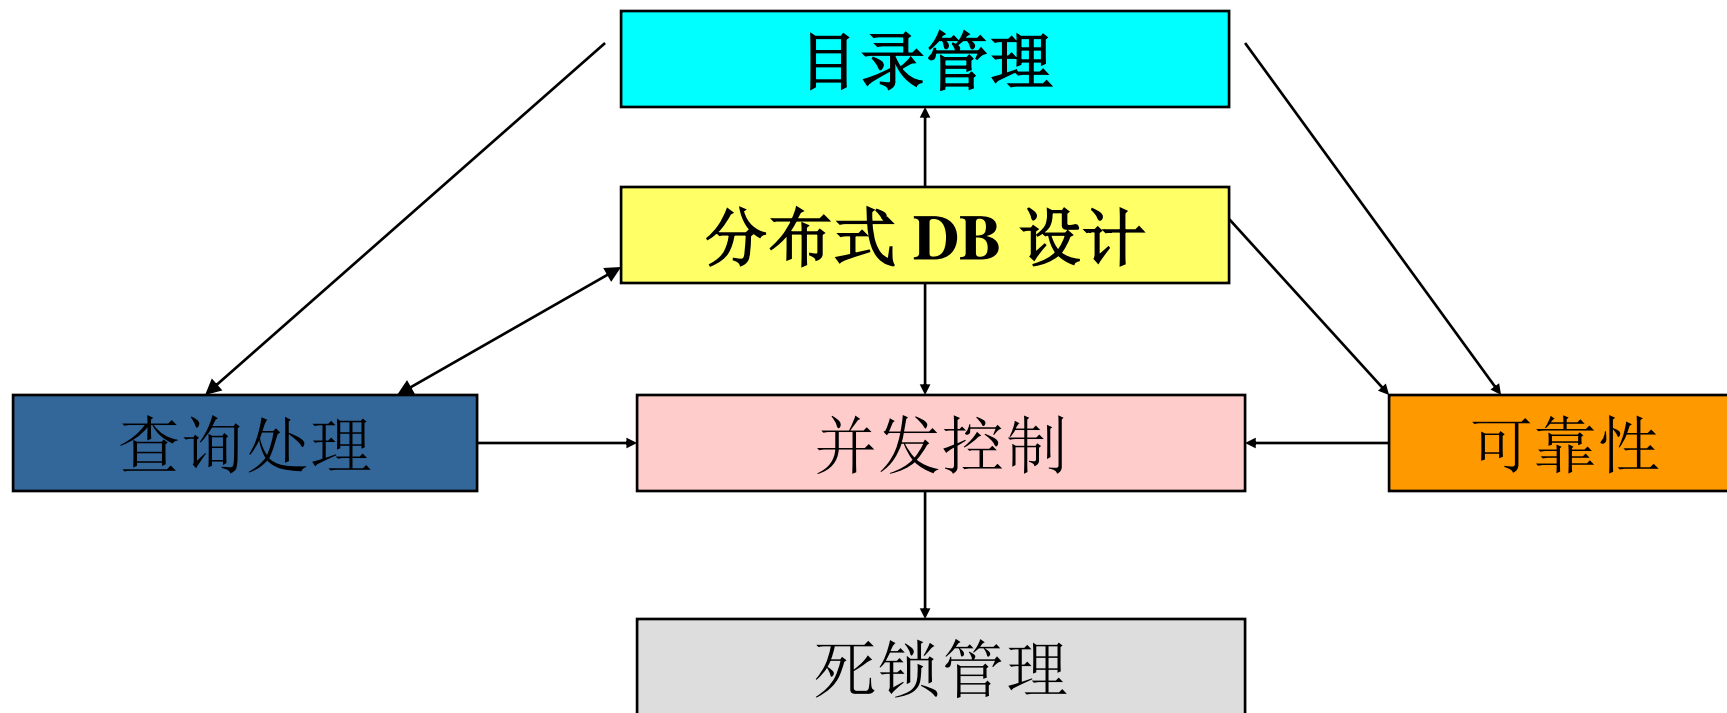 目录管理
分布式 DB 设计
查询处理
并发控制
可靠性
死锁管理